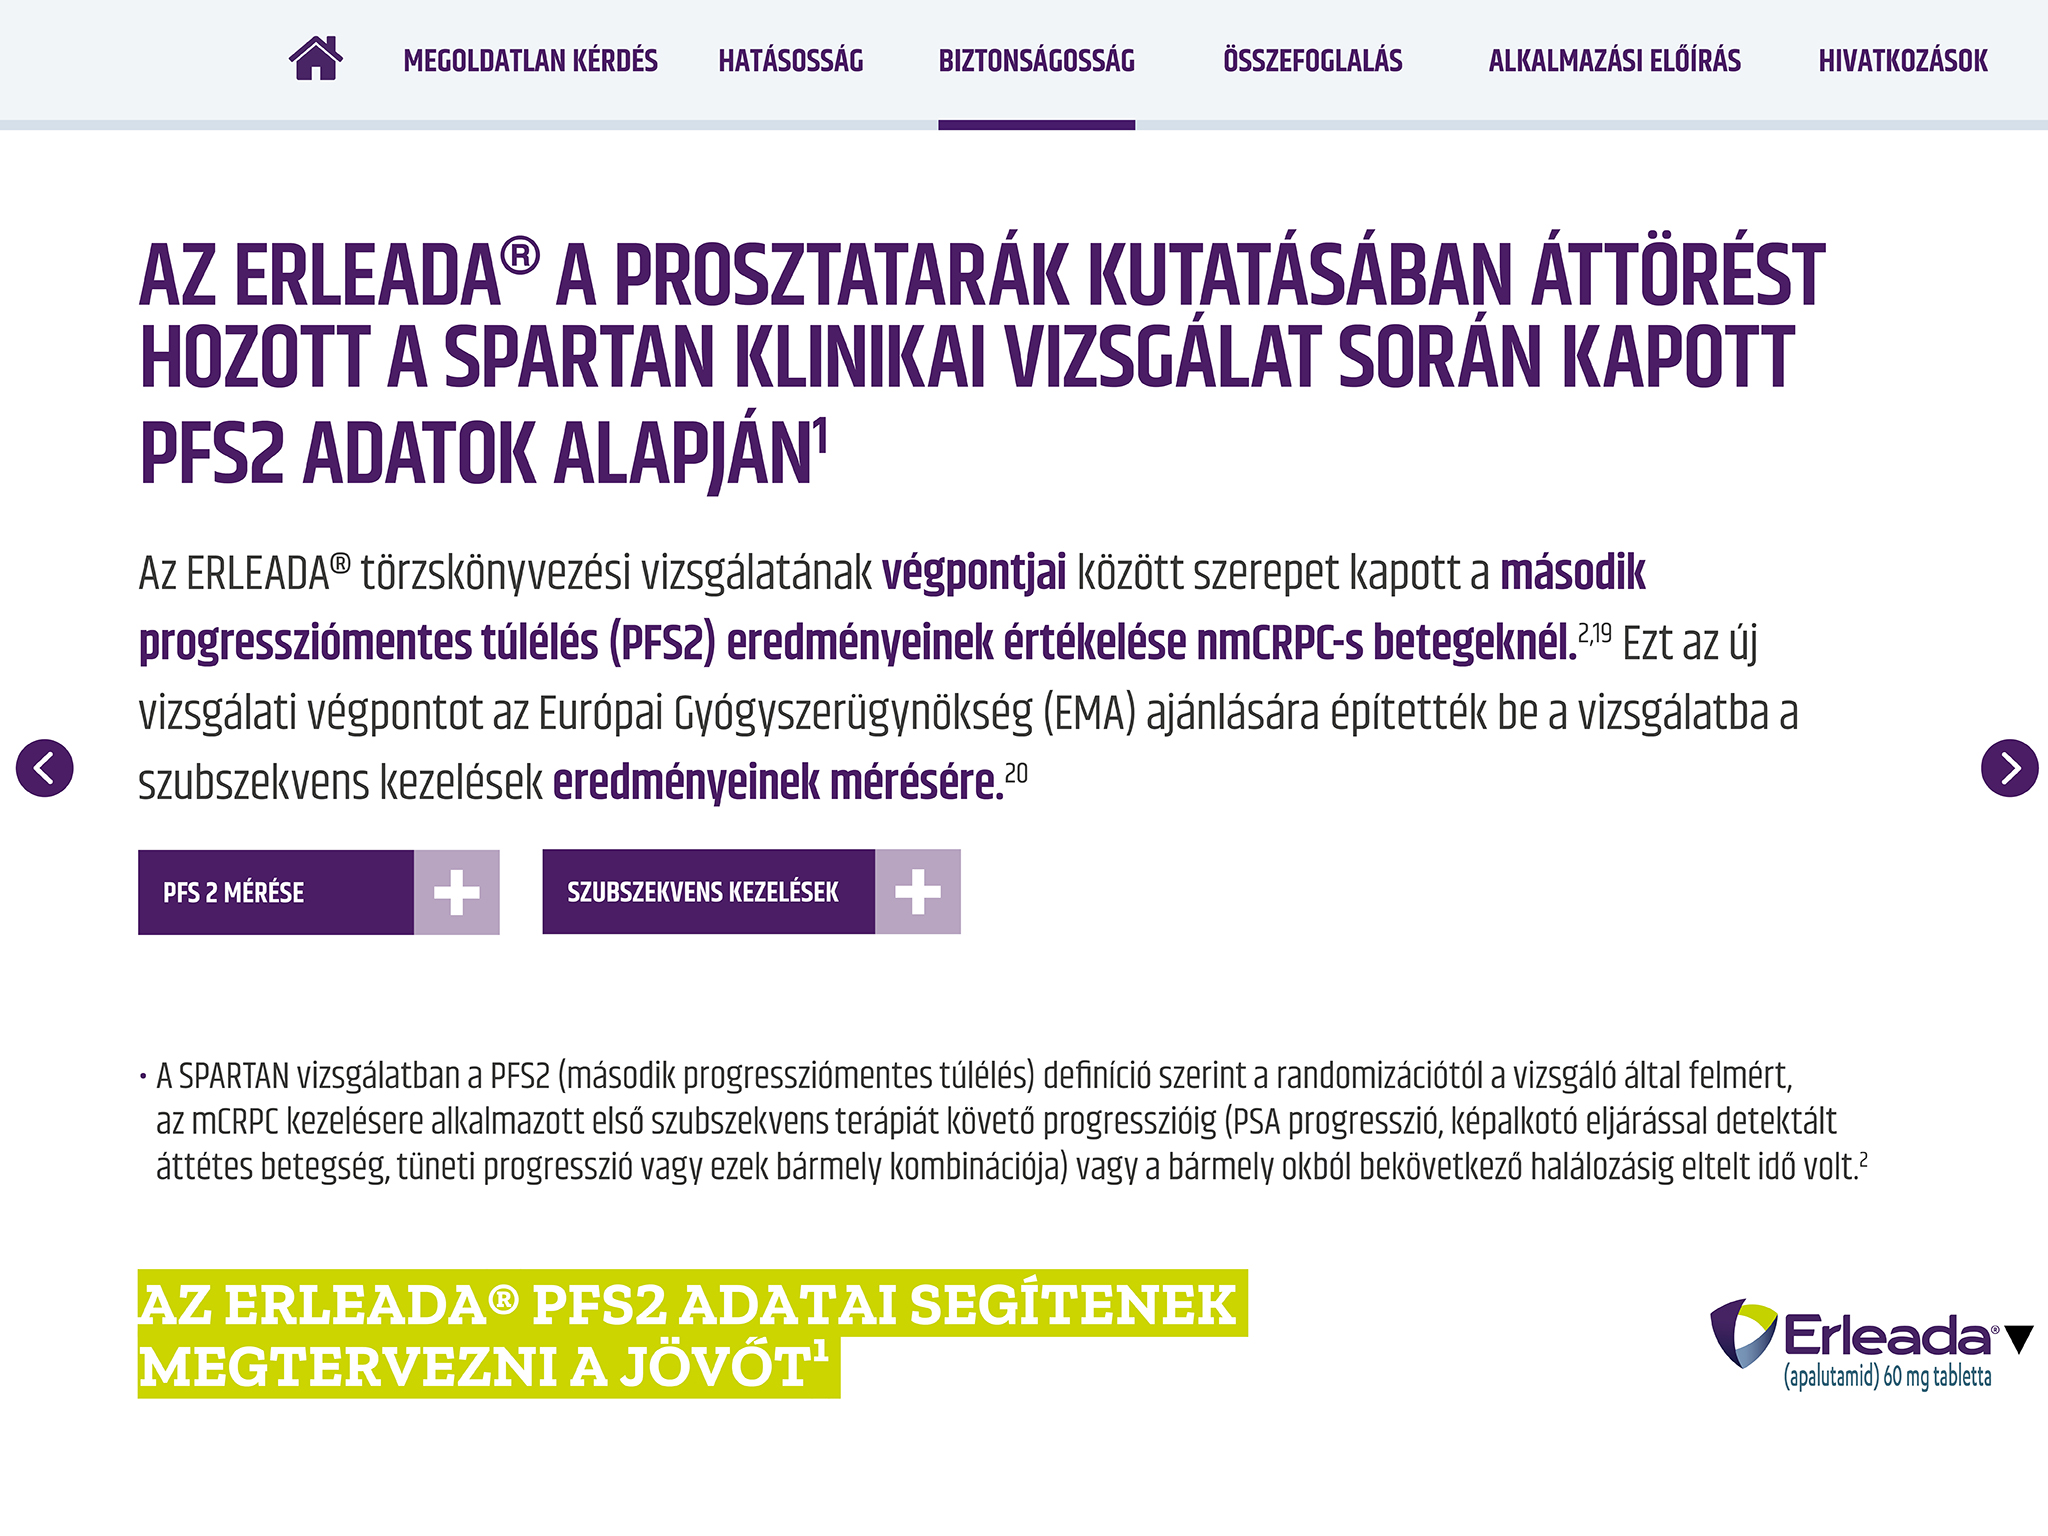 MEGOLDATLAN KÉRDÉS HATÁSOSSÁG BIZTONSÁGOSSÁG ÖSSZEFOGLALÁS ALKALMAZÁSI ELŐÍRÁS HIVATKOZÁSOK
AZ ERLEADA® A PROSZTATARÁK KUTATÁSÁBAN ÁTTÖRÉST
HOZOTT A SPARTAN KLINIKAI VIZSGÁLAT SORÁN KAPOTT
PFS2 ADATOK ALAPJÁN¹
Az ERLEADA® törzskönyvezési vizsgálatának végpontjai között szerepet kapott a második
progressziómentes túlélés (PFS2) eredményeinek értékelése nmCRPC-s betegeknél.²,¹⁹ Ezt az új
vizsgálati végpontot az Európai Gyógyszerügynökség (EMA) ajánlására építették be a vizsgálatba a
szubszekvens kezelések eredményeinek mérésére.²⁰
PFS 2 MÉRÉSE
SZUBSZEKVENS KEZELÉSEK
• A SPARTAN vizsgálatban a PFS2 (második progressziómentes túlélés) definíció szerint a randomizációtól a vizsgáló által felmért,
az mCRPC kezelésere alkalmazott első szubszekvens terápiát követő progresszióig (PSA progresszió, képalkotó eljárással detektált
áttétes betegség, tüneti progresszió vagy ezek bármely kombinációja) vagy a bármely okból bekövetkező halálozásig eltelt idő volt.²
AZ ERLEADA® PFS2 ADATAI SEGÍTENEK
MEGTERVEZNI A JÖVŐT¹
Erleada® ▼
(apalutamid) 60 mg tabletta